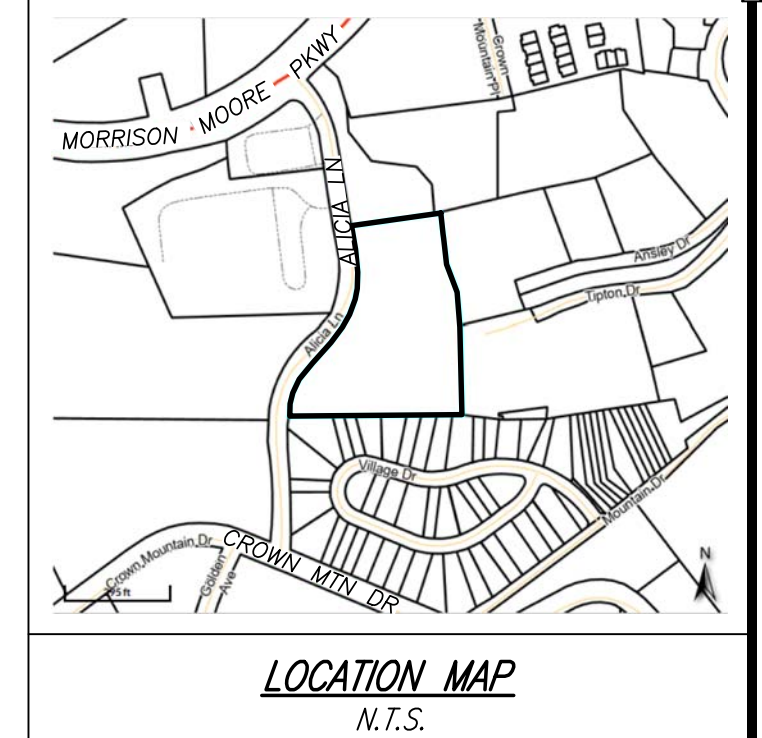 MORRISON MOORE PKWY
Crown
Mountain Pl
ALICIA LN
Ansley Dr
Tipton Dr
Alicia Ln
Village Dr
Mountain Dr
Crown Mountain Dr
Golden
Ave
CROWN MTN DR
N
LOCATION MAP
N.T.S.